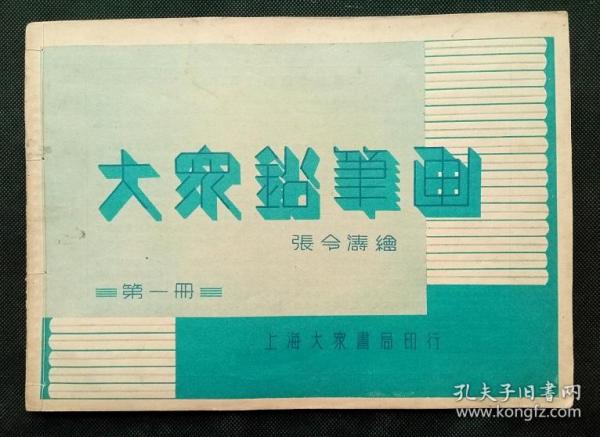 大眾鉛筆画
張令濤繪
第一冊
上海大眾書局印行
孔夫子旧书网
www.kongfz.com